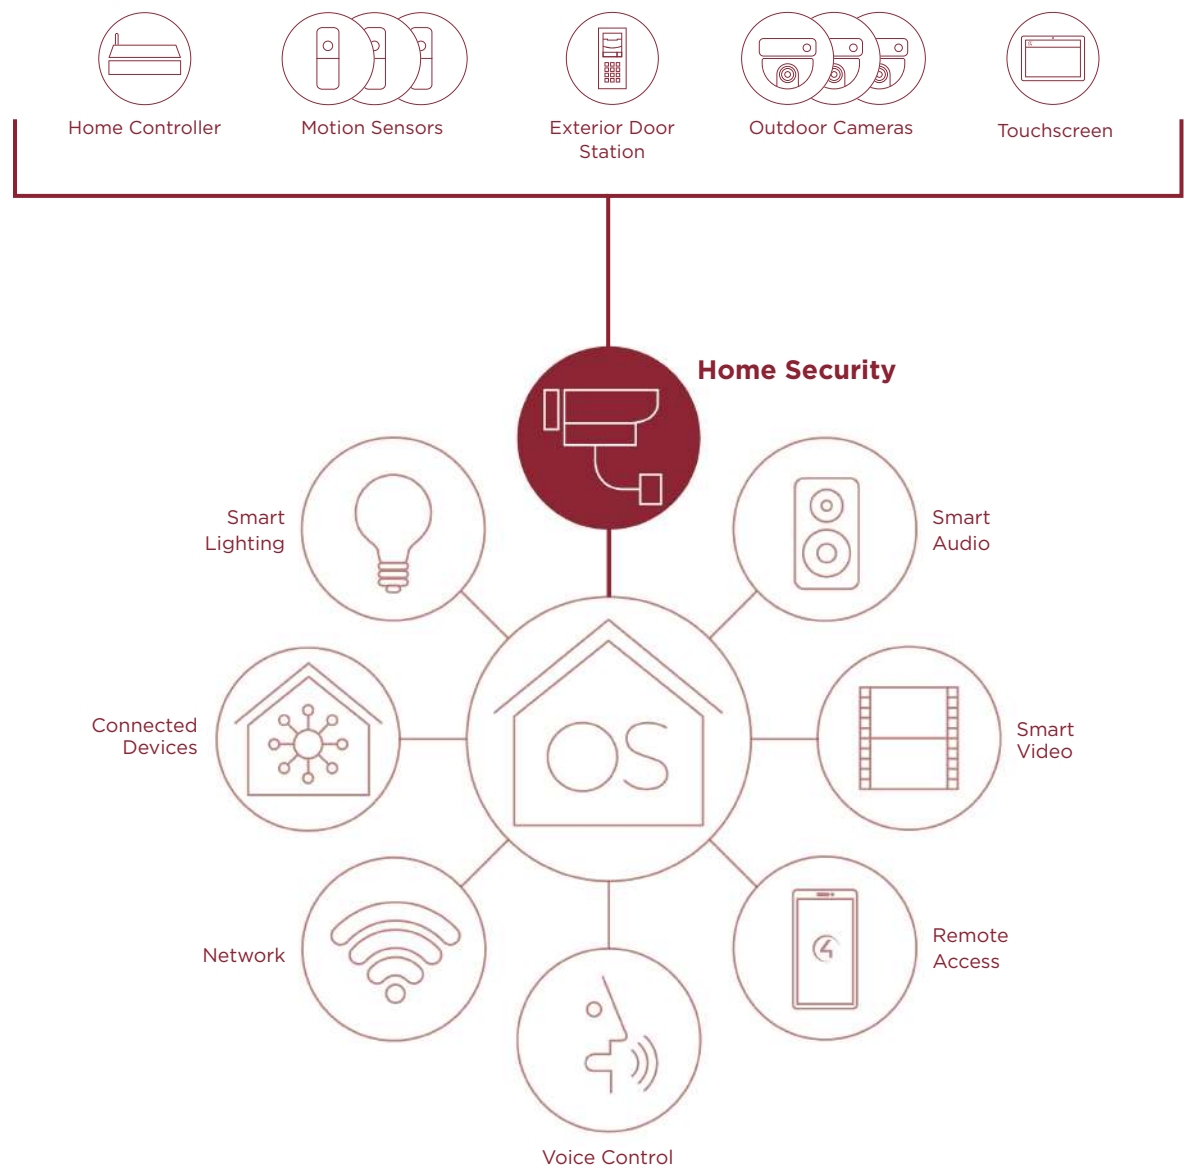 Home Controller
Motion Sensors
Exterior Door
Station
Outdoor Cameras
Touchscreen
Home Security
Smart
Lighting
Smart
Audio
OS
Connected
Devices
Smart
Video
Network
Remote
Access
4
Voice Control